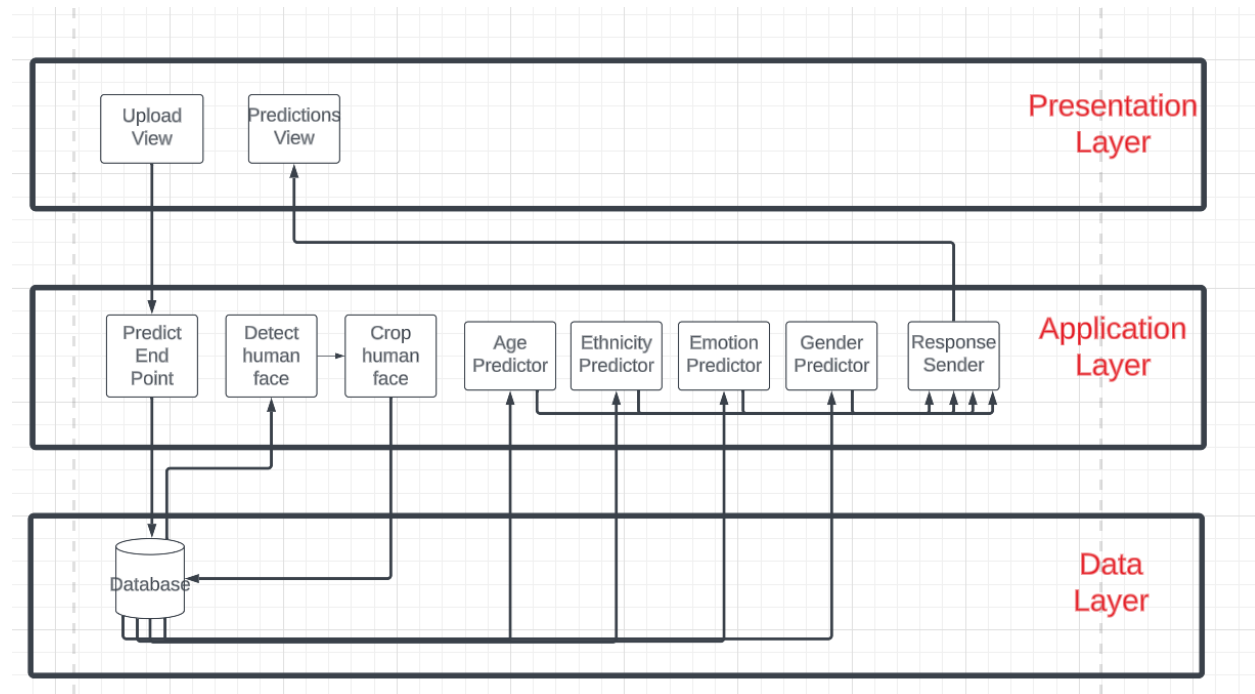 Upload
View
Predictions
View
Presentation
Layer
Predict
End
Point
Detect
human
face
Crop
human
face
Age
Predictor
Ethnicity
Predictor
Emotion
Predictor
Gender
Predictor
Response
Sender
Application
Layer
Database
Data
Layer